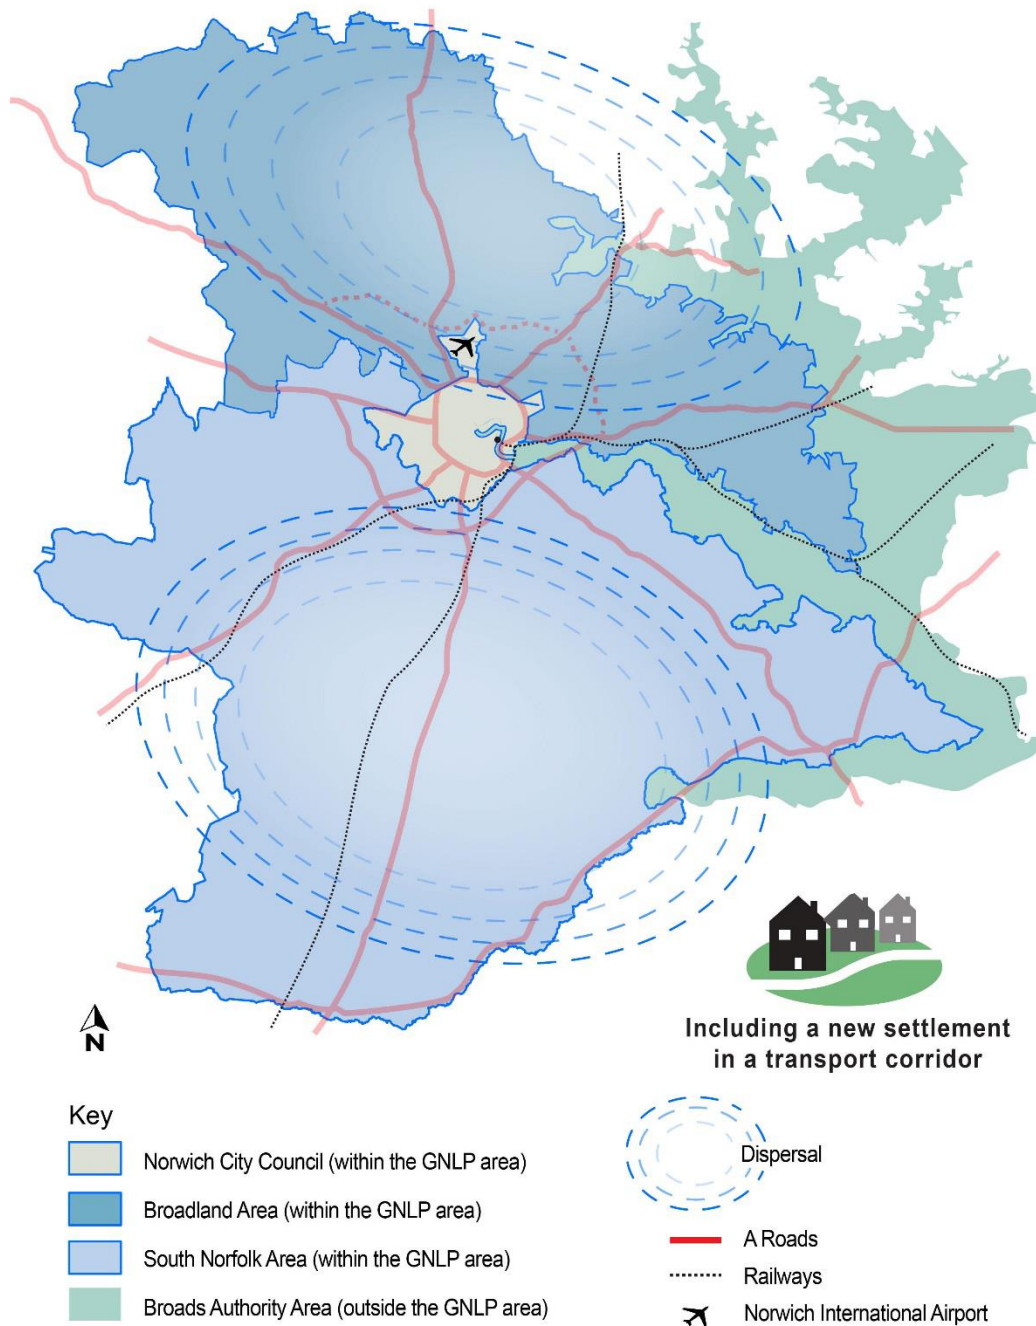 N
Including a new settlement
in a transport corridor
Key
Norwich City Council (within the GNLP area)
Broadland Area (within the GNLP area)
South Norfolk Area (within the GNLP area)
Broads Authority Area (outside the GNLP area)
Dispersal
A Roads
Railways
Norwich International Airport